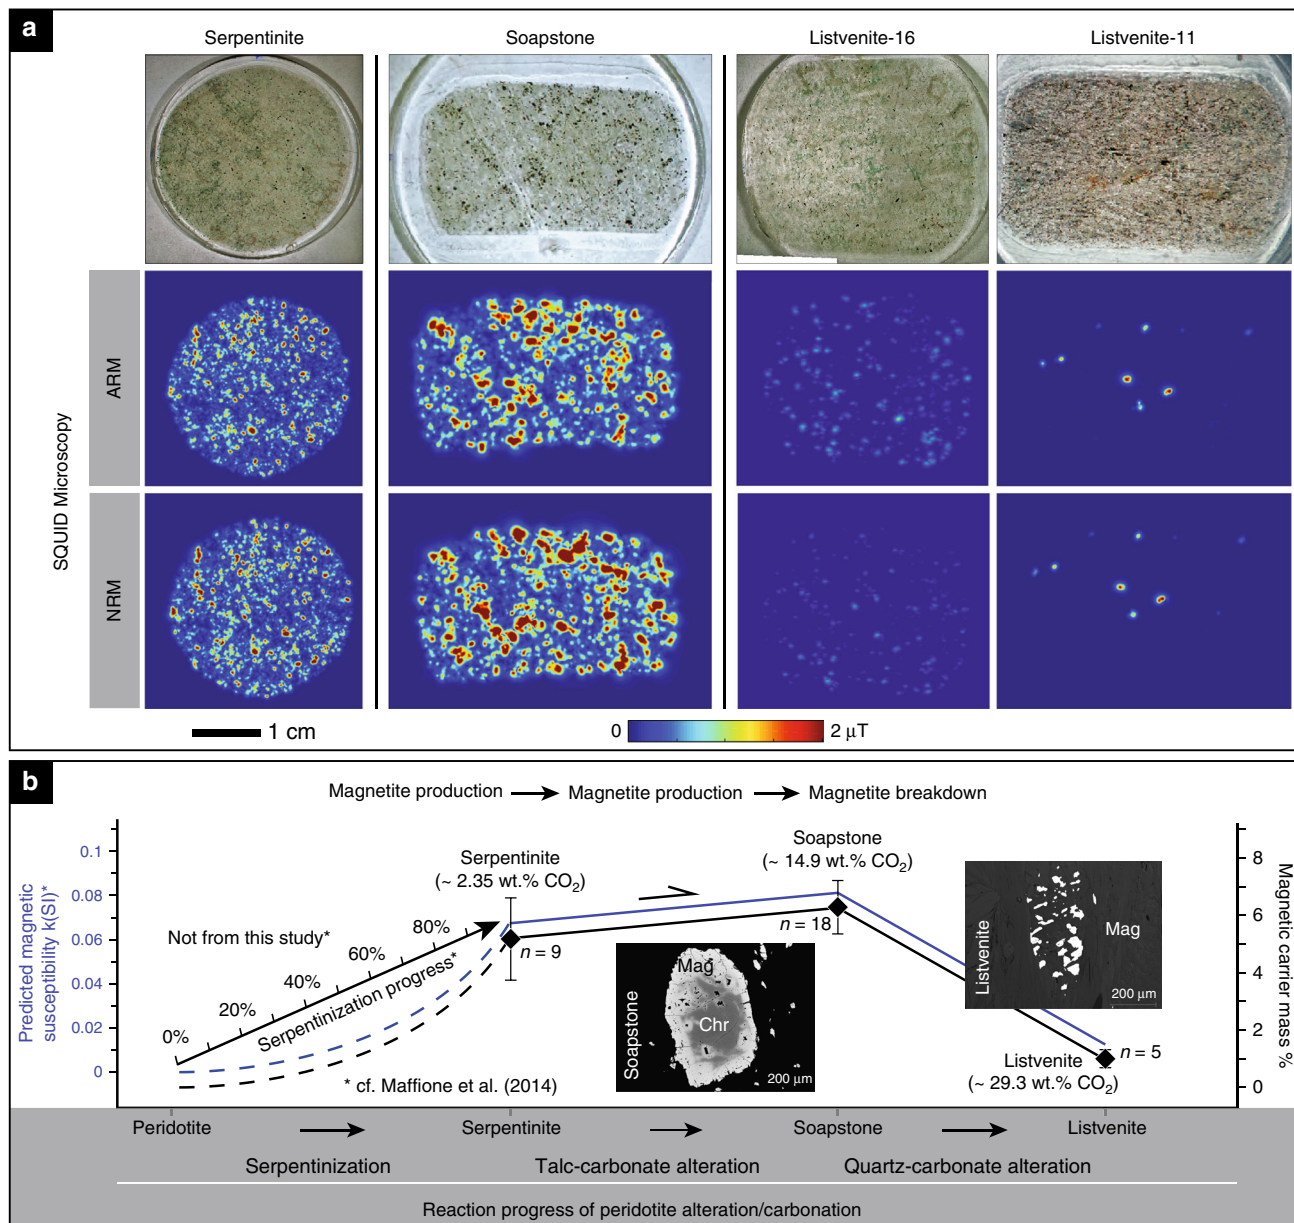 a
Serpentinite
Soapstone
Listvenite-16
Listvenite-11
SQUID Microscopy
ARM
NRM
1 cm
0
2 μT
b
Magnetite production → Magnetite production → Magnetite breakdown
Predicted magnetic
susceptibility k(SI)*
0.1
0.08
0.06
0.04
0.02
0
Not from this study*
0%
20%
40%
60%
80%
Serpentinization progress*
* cf. Maffione et al. (2014)
Serpentinite
(~ 2.35 wt.% CO₂)
n = 9
Soapstone
(~ 14.9 wt.% CO₂)
n = 18
Soapstone
Mag
Chr
200 μm
Listvenite
Mag
200 μm
n = 5
Listvenite
(~ 29.3 wt.% CO₂)
8
6
4
2
0
Magnetic carrier mass %
Peridotite
Serpentinite
Soapstone
Listvenite
Serpentinization
Talc-carbonate alteration
Quartz-carbonate alteration
Reaction progress of peridotite alteration/carbonation